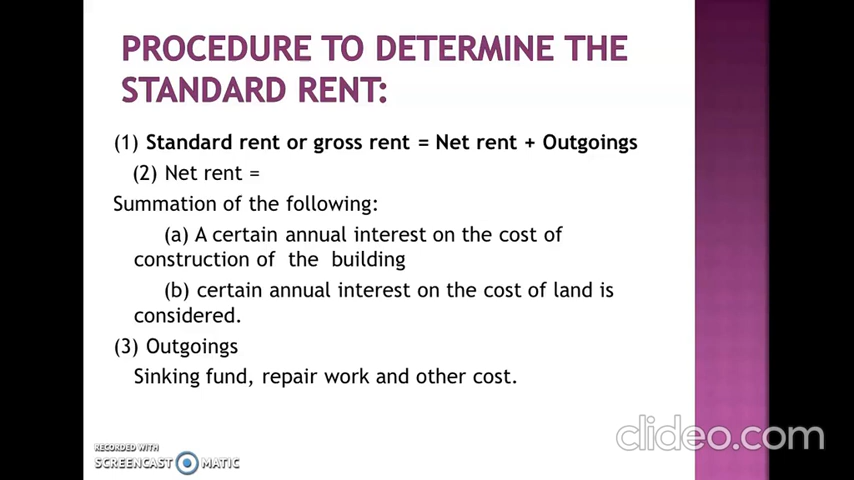 PROCEDURE TO DETERMINE THE
STANDARD RENT:
(1) Standard rent or gross rent = Net rent + Outgoings
(2) Net rent =
Summation of the following:
(a) A certain annual interest on the cost of
construction of the building
(b) certain annual interest on the cost of land is
considered.
(3) Outgoings
Sinking fund, repair work and other cost.
RECORDED WITH
SCREENCAST MATIC
clideo.com